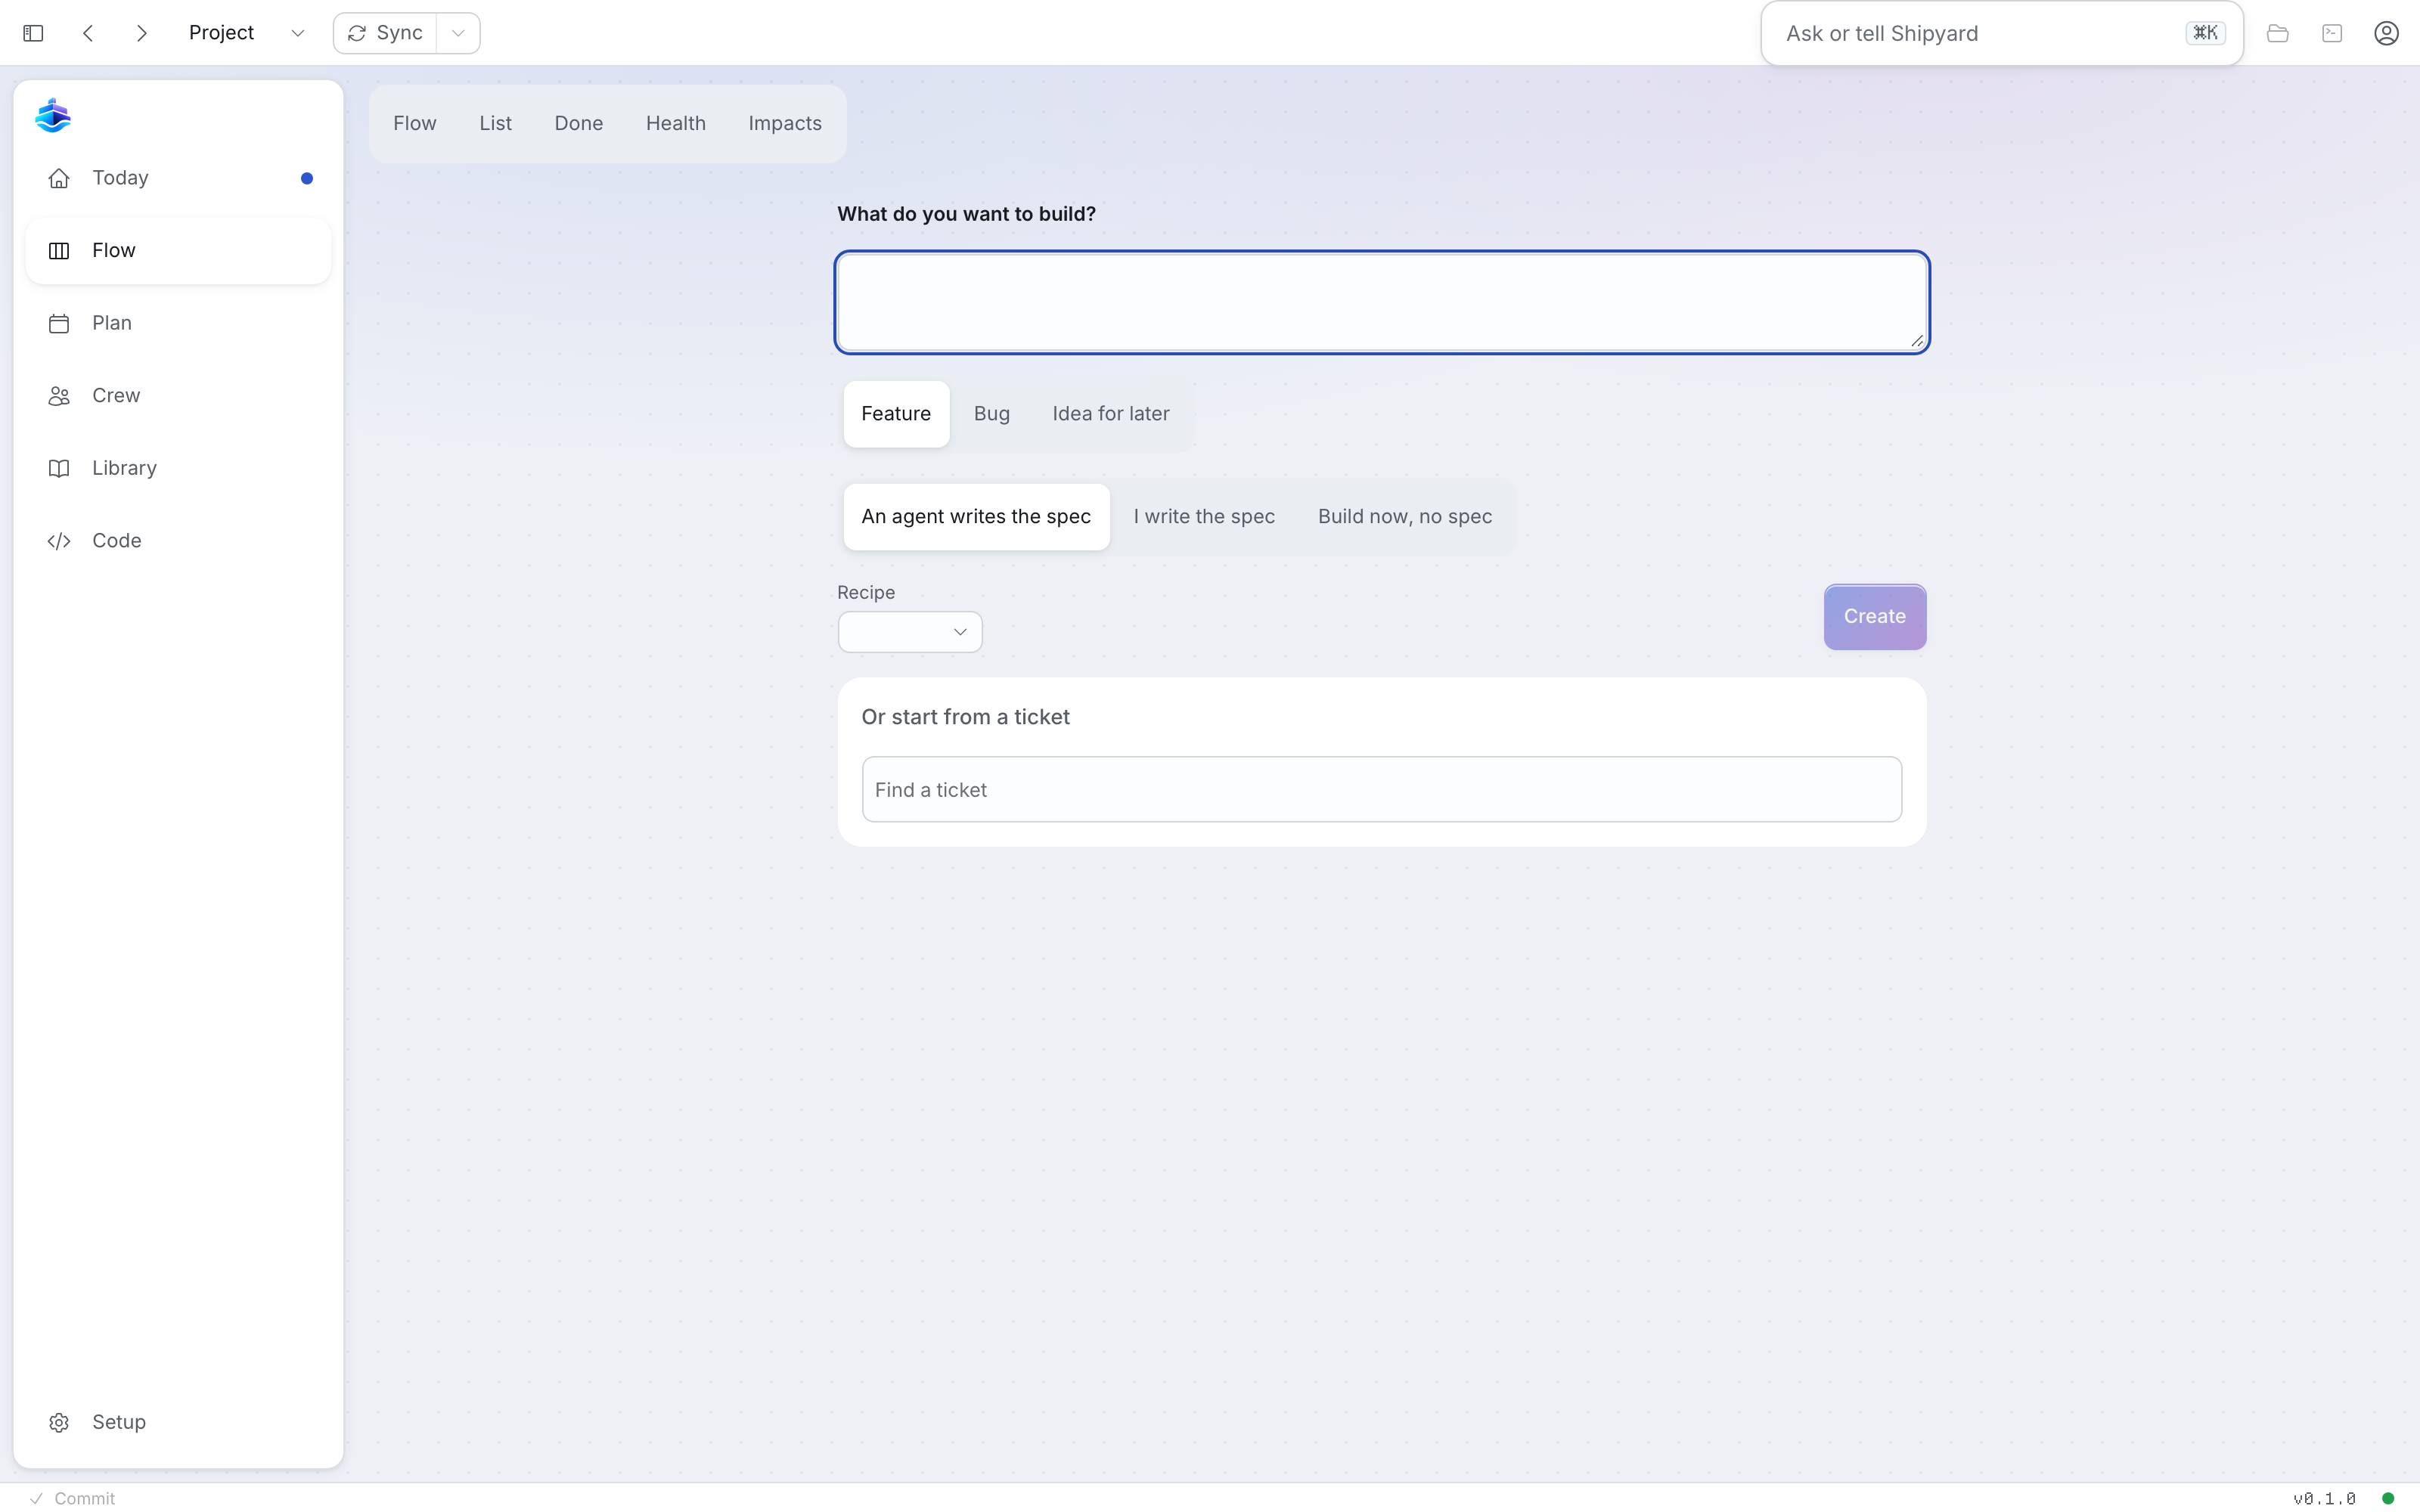 Project
Sync
Ask or tell Shipyard
⌘K
Today
Flow
Plan
Crew
Library
Code
Setup
Flow
List
Done
Health
Impacts
What do you want to build?
Feature
Bug
Idea for later
An agent writes the spec
I write the spec
Build now, no spec
Recipe
Create
Or start from a ticket
Find a ticket
Commit
v0.1.0